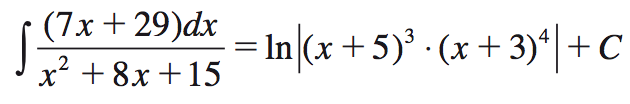 ∫ (7x + 29)dx / x² + 8x + 15 = ln|(x + 5)³ · (x + 3)⁴| + C